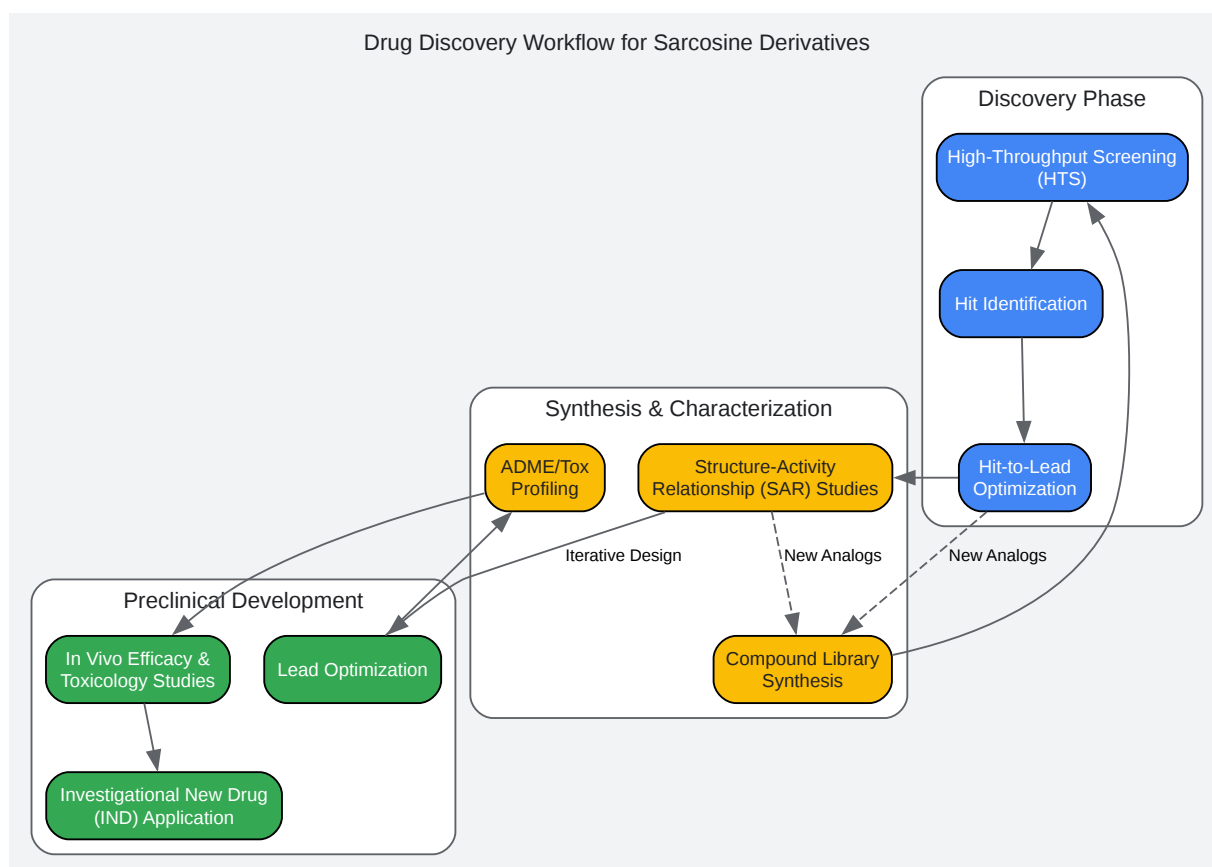 Drug Discovery Workflow for Sarcosine Derivatives
Discovery Phase
High-Throughput Screening
(HTS)
Hit Identification
Hit-to-Lead
Optimization
Synthesis & Characterization
ADME/Tox
Profiling
Structure-Activity
Relationship (SAR) Studies
Iterative Design
New Analogs
New Analogs
Compound Library
Synthesis
Preclinical Development
In Vivo Efficacy &
Toxicology Studies
Lead Optimization
Investigational New Drug
(IND) Application